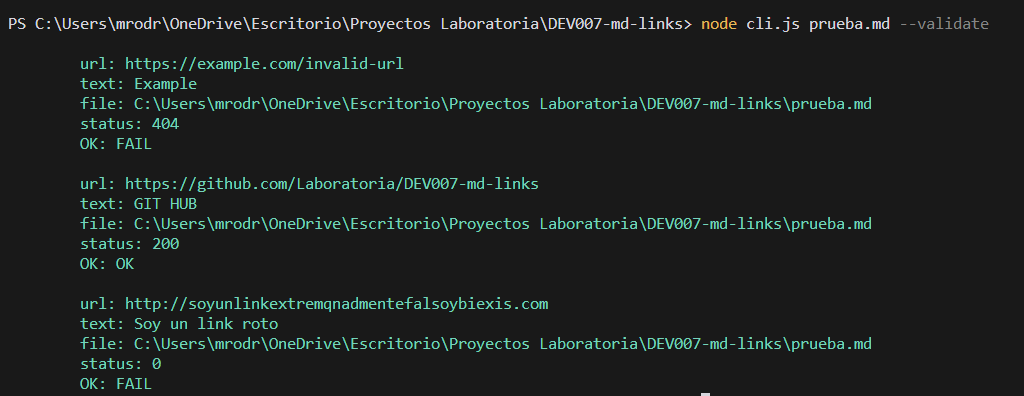 PS C:\Users\mrodr\OneDrive\Escritorio\Proyectos Laboratoria\DEV007-md-links> node cli.js prueba.md --validate
url: https://example.com/invalid-url
text: Example
file: C:\Users\mrodr\OneDrive\Escritorio\Proyectos Laboratoria\DEV007-md-links\prueba.md
status: 404
OK: FAIL
url: https://github.com/Laboratoria/DEV007-md-links
text: GIT HUB
file: C:\Users\mrodr\OneDrive\Escritorio\Proyectos Laboratoria\DEV007-md-links\prueba.md
status: 200
OK: OK
url: http://soyunlinkextremqnadmentefalsoybiexis.com
text: Soy un link roto
file: C:\Users\mrodr\OneDrive\Escritorio\Proyectos Laboratoria\DEV007-md-links\prueba.md
status: 0
OK: FAIL